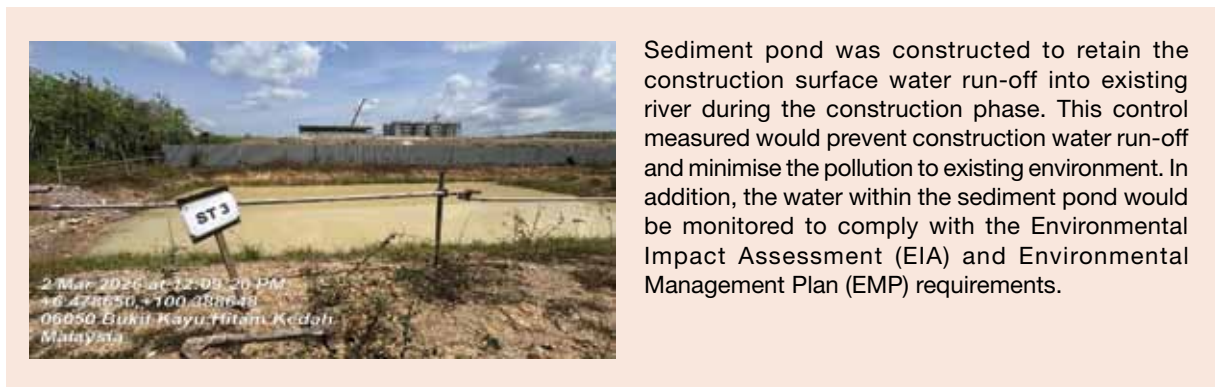 ST 3
2 Mar 2026 at 12:09:20 PM
+6.478650,+100.388648
06050 Bukit Kayu Hitam Kedah
Malaysia
Sediment pond was constructed to retain the
construction surface water run-off into existing
river during the construction phase. This control
measured would prevent construction water run-off
and minimise the pollution to existing environment. In
addition, the water within the sediment pond would
be monitored to comply with the Environmental
Impact Assessment (EIA) and Environmental
Management Plan (EMP) requirements.